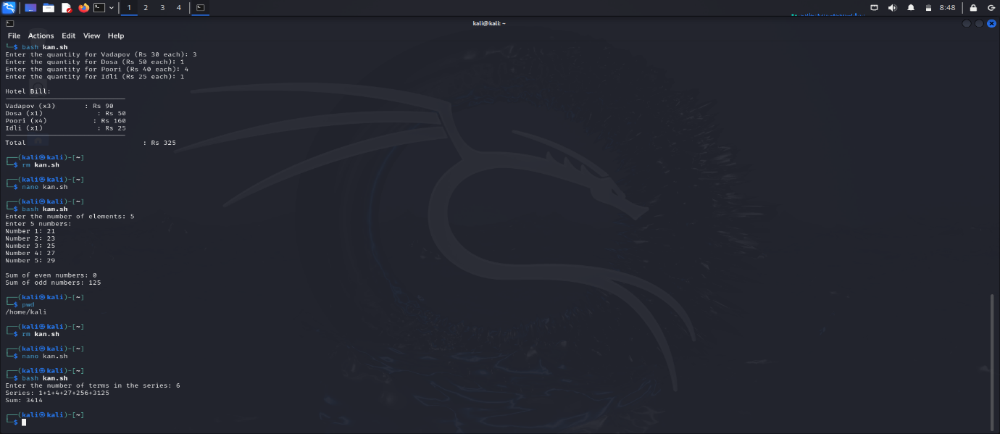 1 2 3 4
8:48
kali@kali: ~
File Actions Edit View Help
└─$ bash kan.sh
Enter the quantity for Vadapov (Rs 30 each): 3
Enter the quantity for Dosa (Rs 50 each): 1
Enter the quantity for Poori (Rs 40 each): 4
Enter the quantity for Idli (Rs 25 each): 1
Hotel Bill:
Vadapov (x3) : Rs 90
Dosa (x1) : Rs 50
Poori (x4) : Rs 160
Idli (x1) : Rs 25
Total : Rs 325
┌──(kali㉿kali)-[~]
└─$ rm kan.sh
┌──(kali㉿kali)-[~]
└─$ nano kan.sh
┌──(kali㉿kali)-[~]
└─$ bash kan.sh
Enter the number of elements: 5
Enter 5 numbers:
Number 1: 21
Number 2: 23
Number 3: 25
Number 4: 27
Number 5: 29
Sum of even numbers: 0
Sum of odd numbers: 125
┌──(kali㉿kali)-[~]
└─$ pwd
/home/kali
┌──(kali㉿kali)-[~]
└─$ rm kan.sh
┌──(kali㉿kali)-[~]
└─$ nano kan.sh
┌──(kali㉿kali)-[~]
└─$ bash kan.sh
Enter the number of terms in the series: 6
Series: 1+1+4+27+256+3125
Sum: 3414
┌──(kali㉿kali)-[~]
└─$